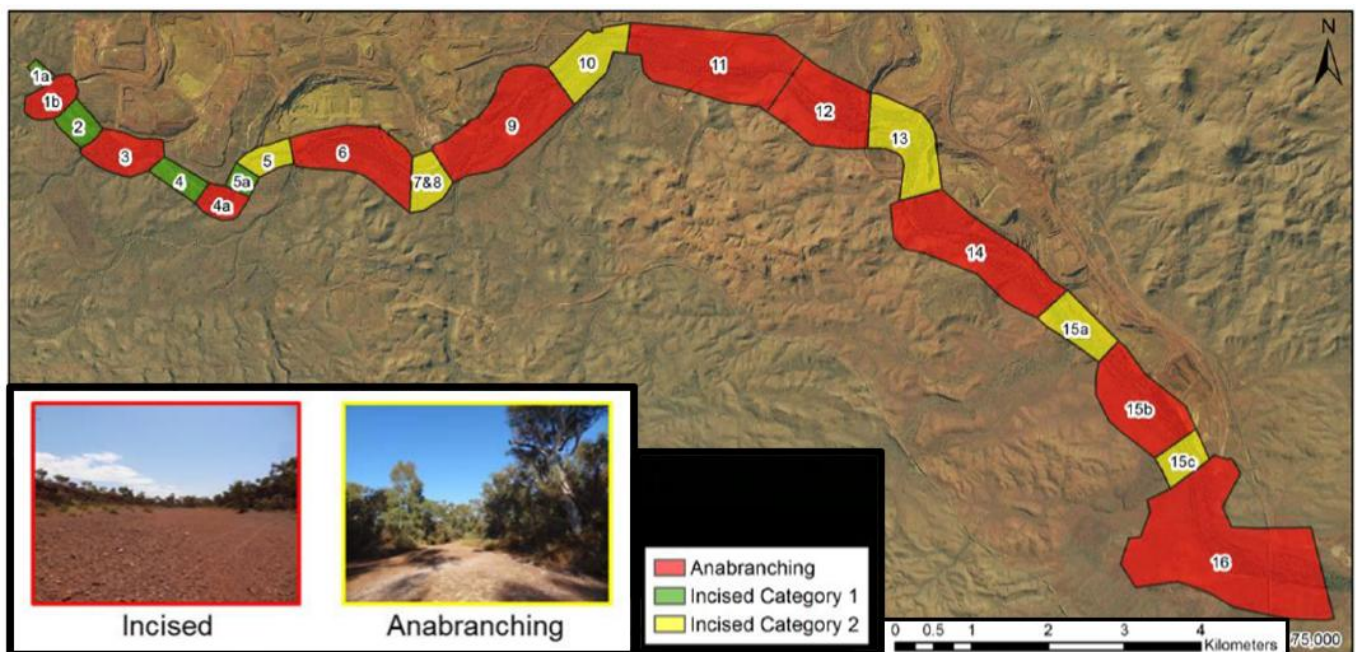 N
1a
1b
2
3
4
4a
5a
5
6
7&8
9
10
11
12
13
14
15a
15b
15c
16
Incised
Anabranching
Anabranching
Incised Category 1
Incised Category 2
0 0.5 1 2 3 4
Kilometers
75,000